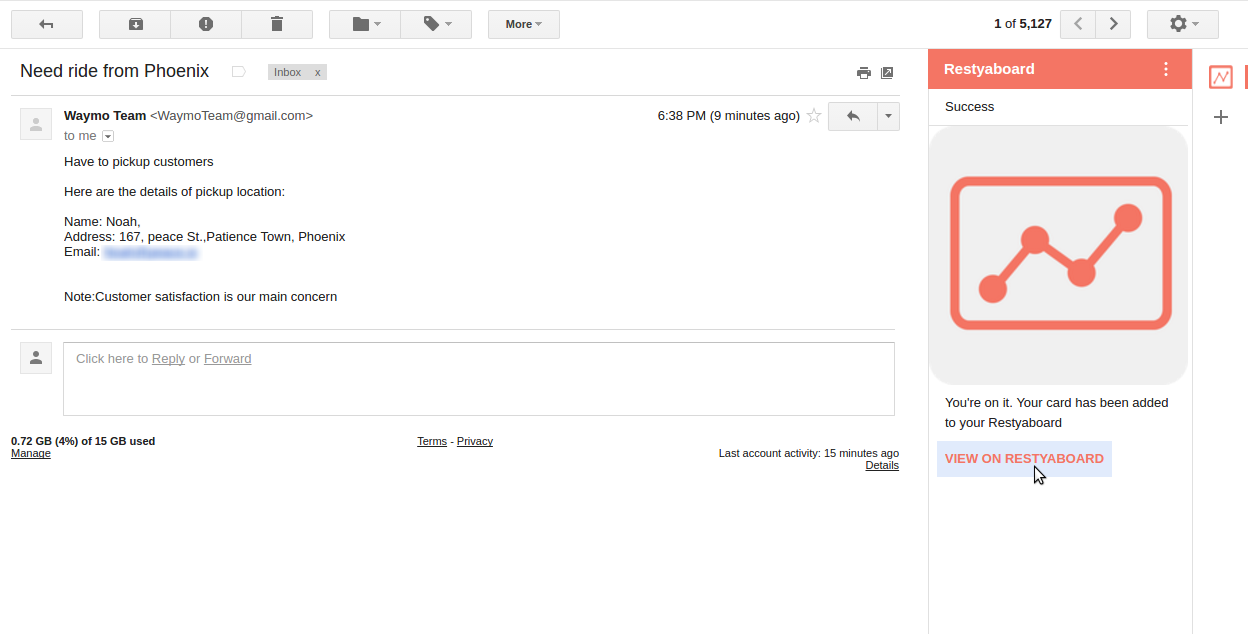 More
1 of 5,127
Need ride from Phoenix
Inbox x
Waymo Team <WaymoTeam@gmail.com>
6:38 PM (9 minutes ago)
to me
Have to pickup customers
Here are the details of pickup location:
Name: Noah,
Address: 167, peace St.,Patience Town, Phoenix
Email:
Note:Customer satisfaction is our main concern
Click here to Reply or Forward
0.72 GB (4%) of 15 GB used
Manage
Terms - Privacy
Last account activity: 15 minutes ago
Details
Restyaboard
Success
You're on it. Your card has been added
to your Restyaboard
VIEW ON RESTYABOARD